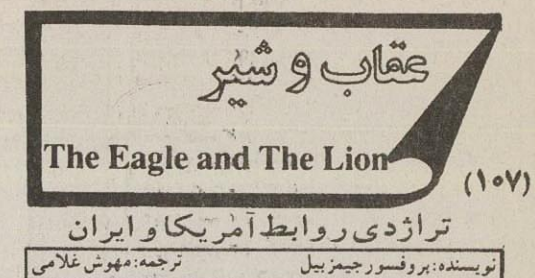 عقاب و شیر
The Eagle and The Lion
(۱۰۷)
تراژدی روابط آمریکا و ایران
نویسنده: پروفسور جیمز بیل ترجمه: مهوش غلامی